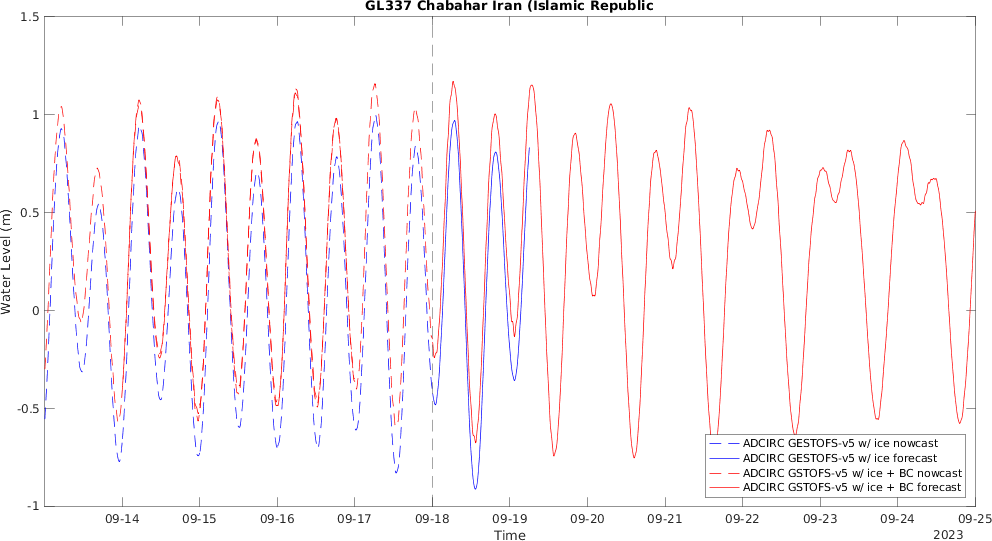 GL337 Chabahar Iran (Islamic Republic
1.5
1
0.5
0
-0.5
-1
Water Level (m)
09-14 09-15 09-16 09-17 09-18 09-19 09-20 09-21 09-22 09-23 09-24 09-25
Time
2023
ADCIRC GESTOFS-v5 w/ ice nowcast
ADCIRC GESTOFS-v5 w/ ice forecast
ADCIRC GSTOFS-v5 w/ ice + BC nowcast
ADCIRC GSTOFS-v5 w/ ice + BC forecast